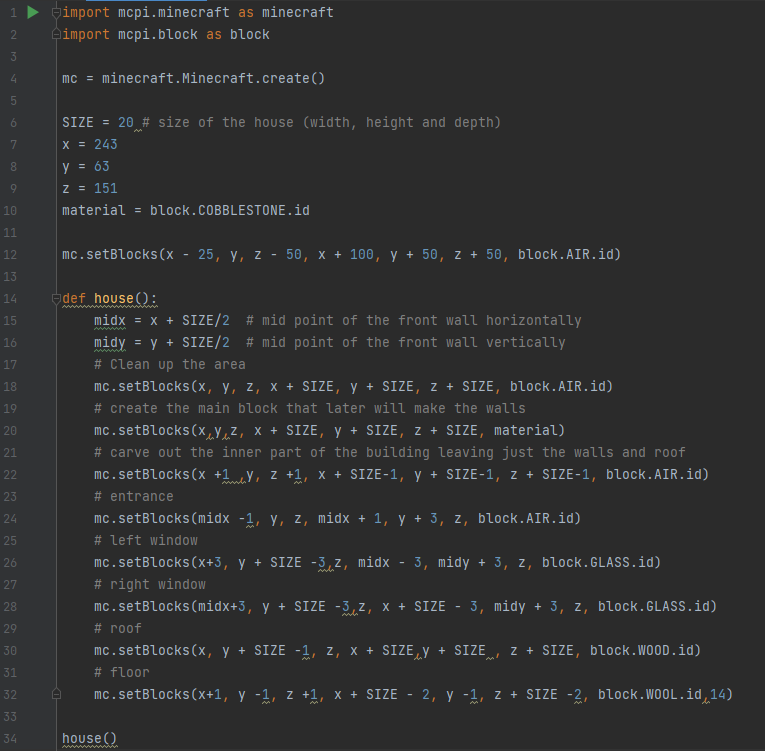 1 import mcpi.minecraft as minecraft
2 import mcpi.block as block
3
4 mc = minecraft.Minecraft.create()
5
6 SIZE = 20 # size of the house (width, height and depth)
7 x = 243
8 y = 63
9 z = 151
10 material = block.COBBLESTONE.id
11
12 mc.setBlocks(x - 25, y, z - 50, x + 100, y + 50, z + 50, block.AIR.id)
13
14 def house():
15     midx = x + SIZE/2  # mid point of the front wall horizontally
16     midy = y + SIZE/2  # mid point of the front wall vertically
17     # Clean up the area
18     mc.setBlocks(x, y, z, x + SIZE, y + SIZE, z + SIZE, block.AIR.id)
19     # create the main block that later will make the walls
20     mc.setBlocks(x,y,z, x + SIZE, y + SIZE, z + SIZE, material)
21     # carve out the inner part of the building leaving just the walls and roof
22     mc.setBlocks(x +1 ,y, z +1, x + SIZE-1, y + SIZE-1, z + SIZE-1, block.AIR.id)
23     # entrance
24     mc.setBlocks(midx -1, y, z, midx + 1, y + 3, z, block.AIR.id)
25     # left window
26     mc.setBlocks(x+3, y + SIZE -3,z, midx - 3, midy + 3, z, block.GLASS.id)
27     # right window
28     mc.setBlocks(midx+3, y + SIZE -3,z, x + SIZE - 3, midy + 3, z, block.GLASS.id)
29     # roof
30     mc.setBlocks(x, y + SIZE -1, z, x + SIZE,y + SIZE , z + SIZE, block.WOOD.id)
31     # floor
32     mc.setBlocks(x+1, y -1, z +1, x + SIZE - 2, y -1, z + SIZE -2, block.WOOL.id,14)
33
34 house()